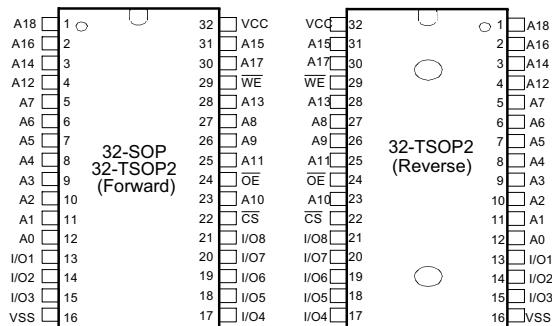 A18 1 32 VCC
A16 2 31 A15
A14 3 30 A17
A12 4 29 WE
A7 5 28 A13
A6 6 27 A8
A5 7 26 A9
A4 8 25 A11
A3 9 24 OE
A2 10 23 A10
A1 11 22 CS
A0 12 21 I/O8
I/O1 13 20 I/O7
I/O2 14 19 I/O6
I/O3 15 18 I/O5
VSS 16 17 I/O4
32-SOP
32-TSOP2
(Forward)
VCC 32 1 A18
A15 31 2 A16
A17 30 3 A14
WE 29 4 A12
A13 28 5 A7
A8 27 6 A6
A9 26 7 A5
A11 25 8 A4
OE 24 9 A3
A10 23 10 A2
CS 22 11 A1
I/O8 21 12 A0
I/O7 20 13 I/O1
I/O6 19 14 I/O2
I/O5 18 15 I/O3
I/O4 17 16 VSS
32-TSOP2
(Reverse)